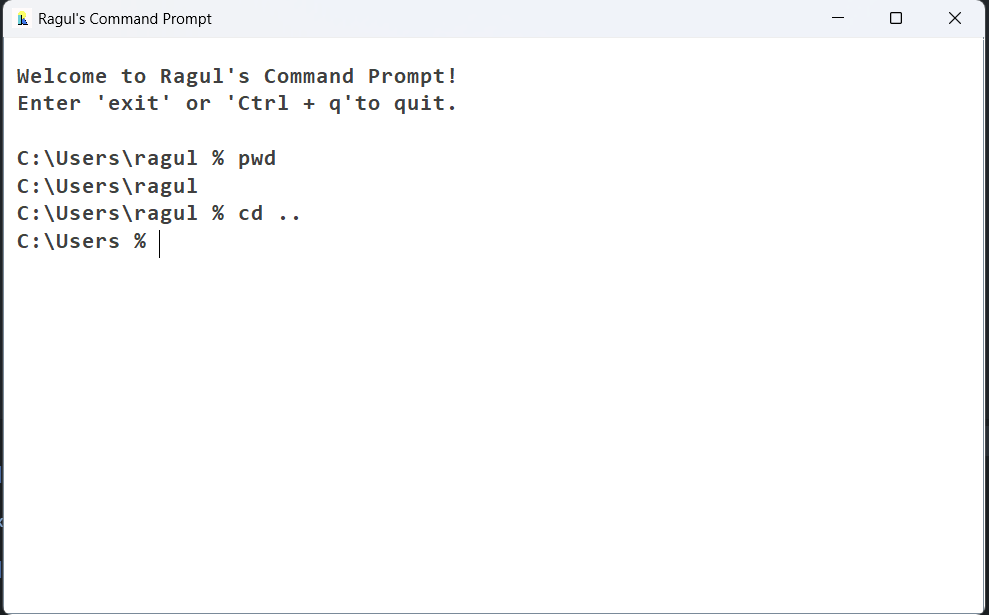 Ragul's Command Prompt
Welcome to Ragul's Command Prompt!
Enter 'exit' or 'Ctrl + q'to quit.
C:\Users\ragul % pwd
C:\Users\ragul
C:\Users\ragul % cd ..
C:\Users %